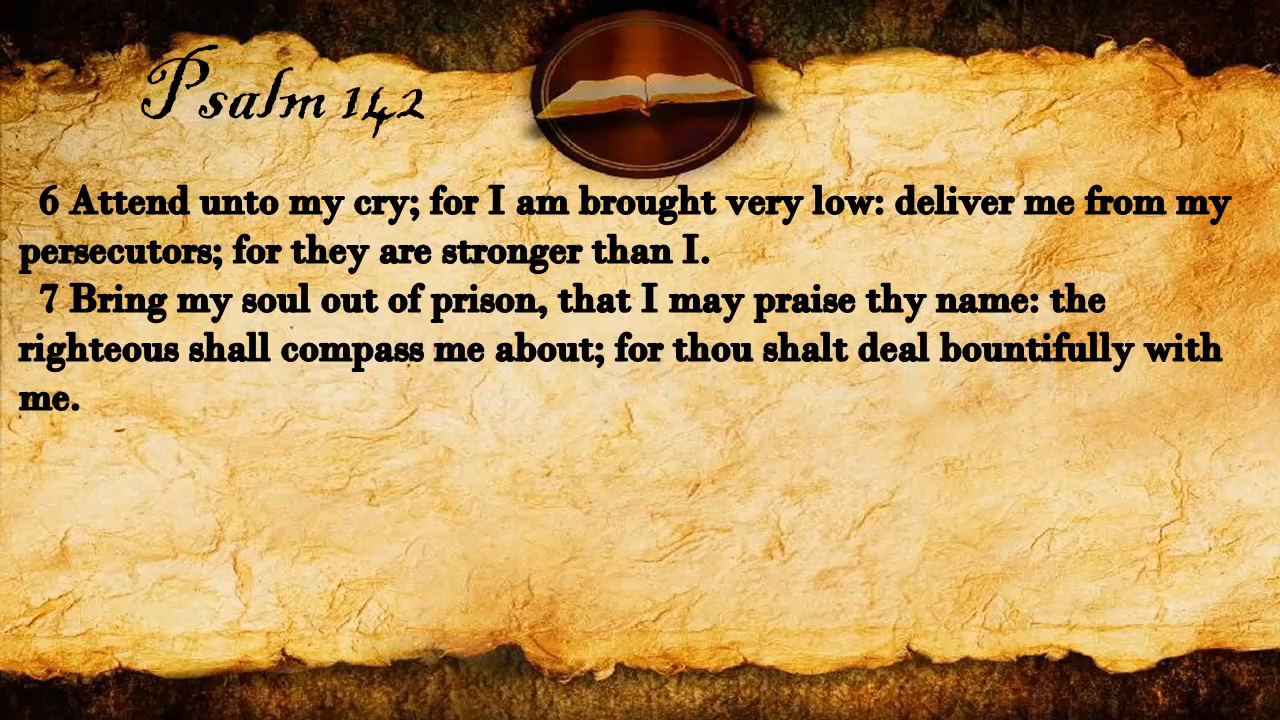 Psalm 142
6 Attend unto my cry; for I am brought very low: deliver me from my
persecutors; for they are stronger than I.
7 Bring my soul out of prison, that I may praise thy name: the
righteous shall compass me about; for thou shalt deal bountifully with
me.